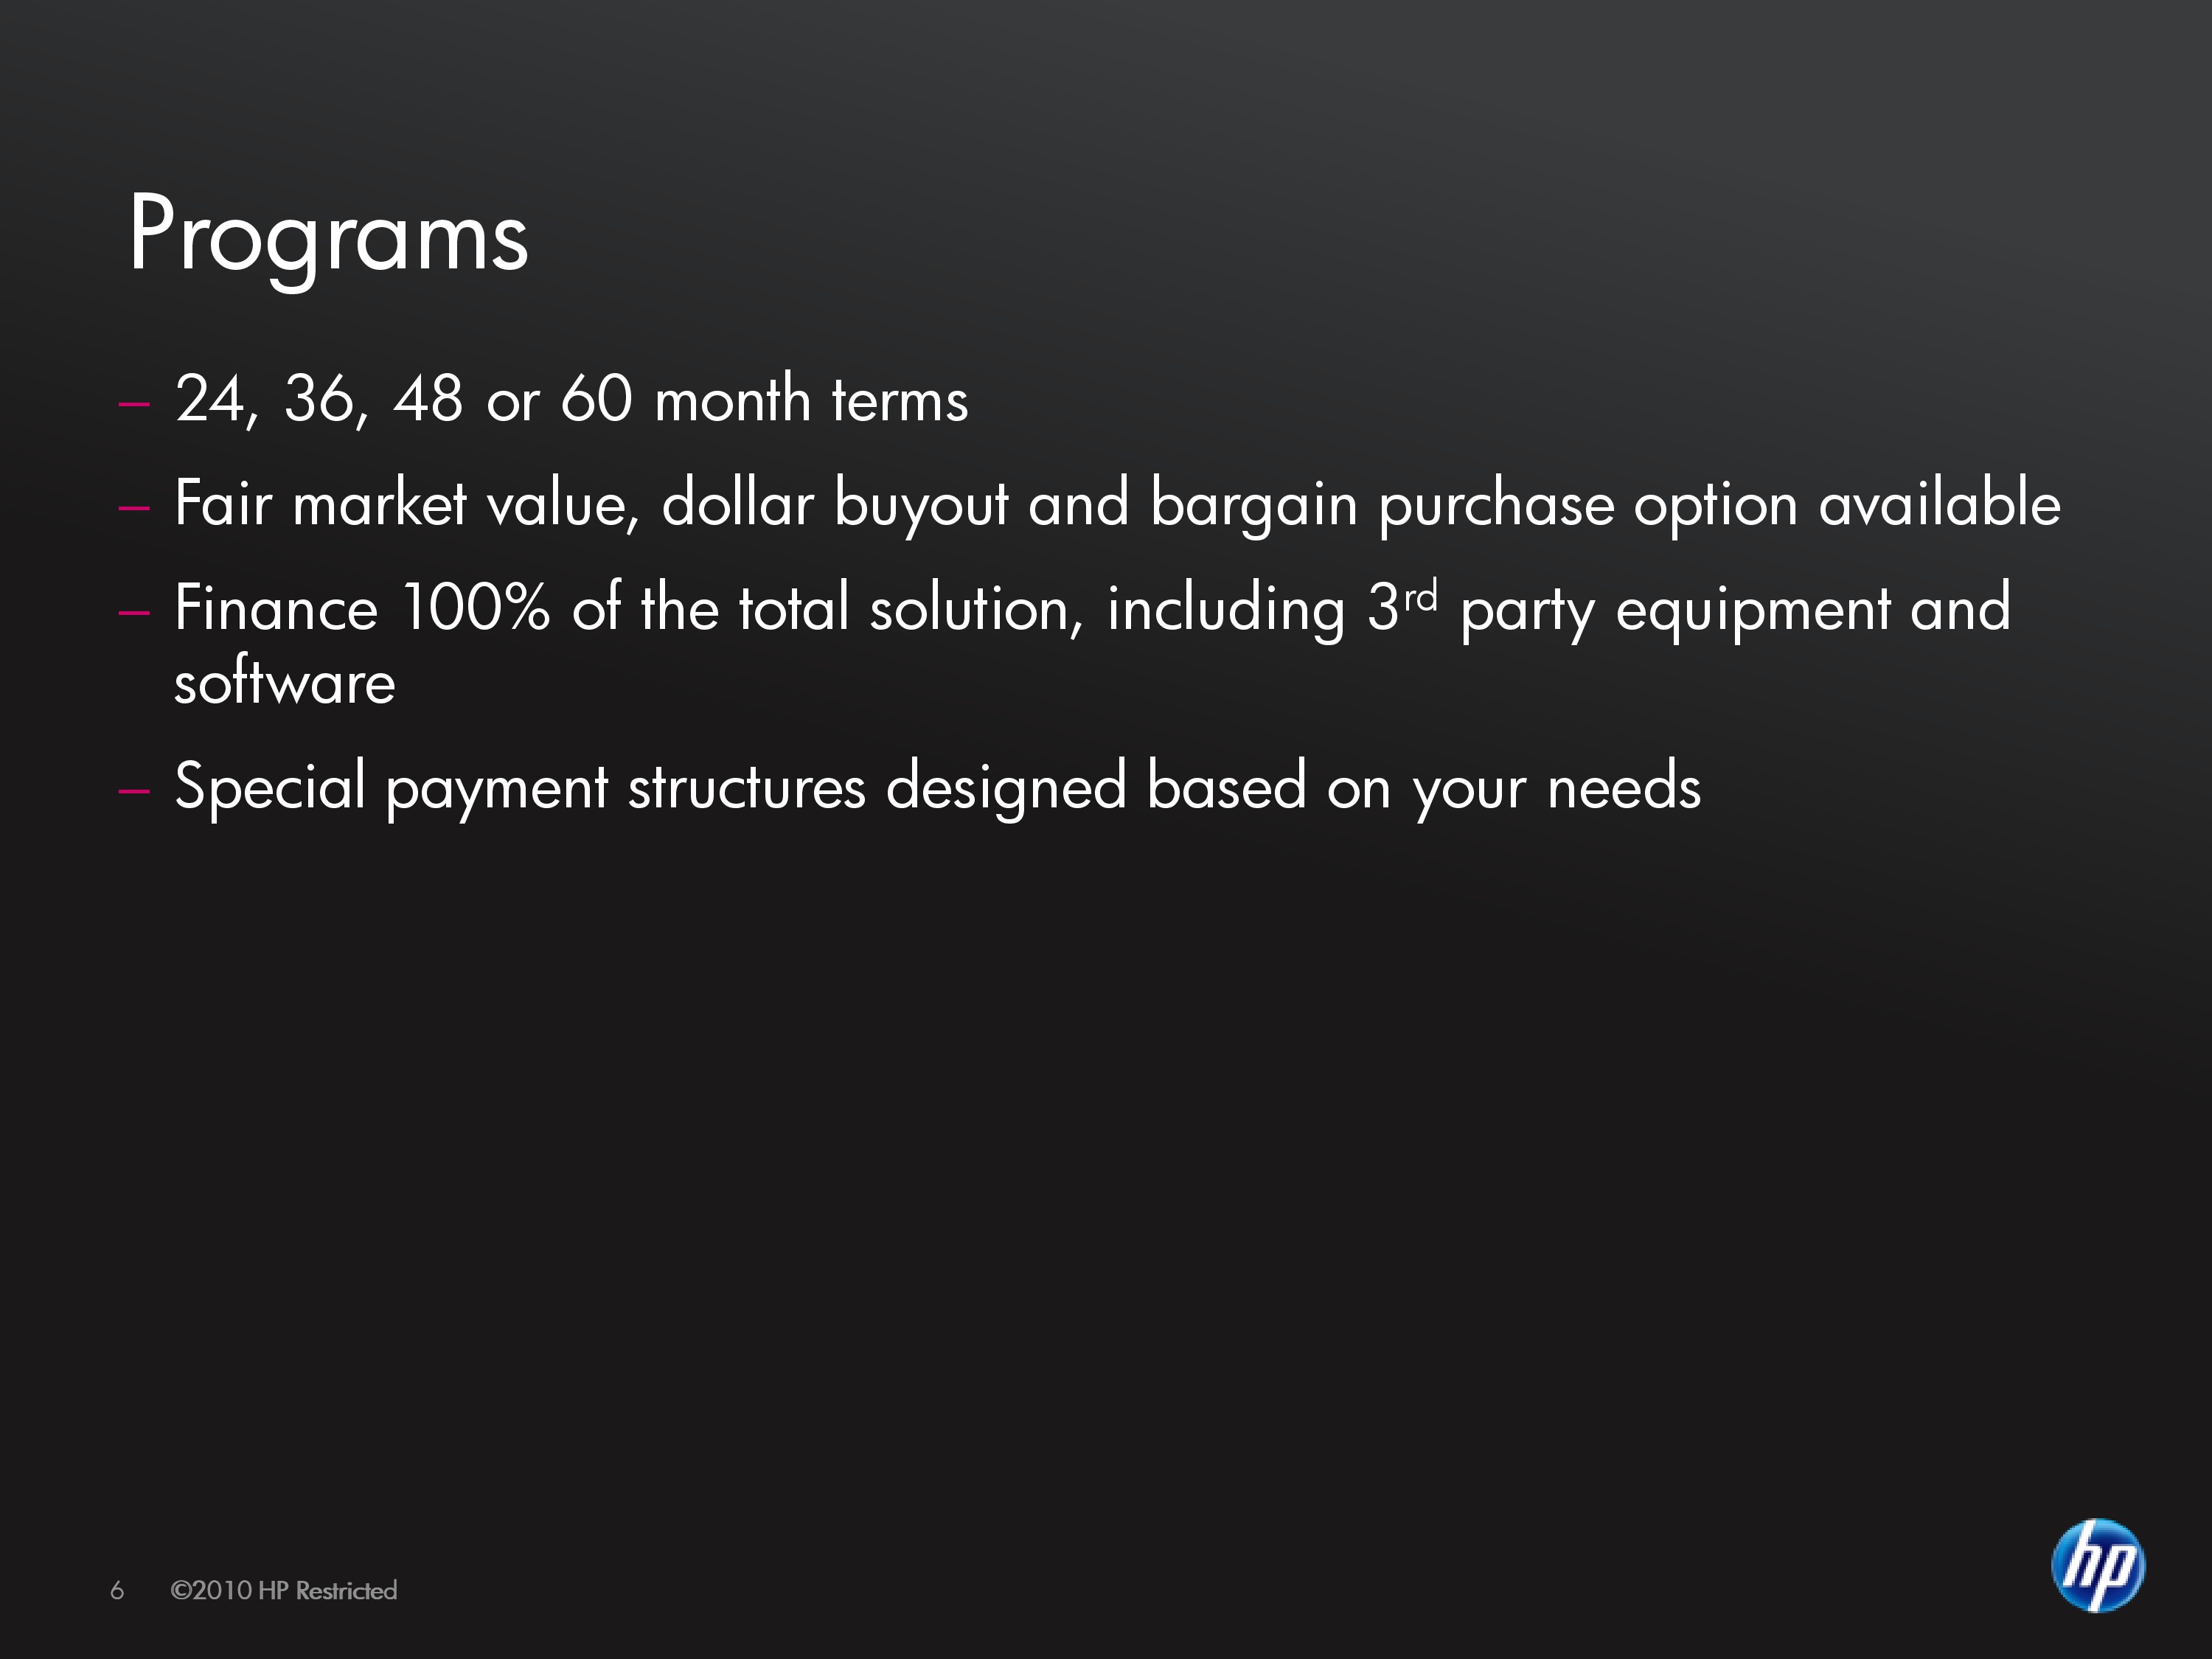 Programs
– 24, 36, 48 or 60 month terms
– Fair market value, dollar buyout and bargain purchase option available
– Finance 100% of the total solution, including 3rd party equipment and
software
– Special payment structures designed based on your needs
6 ©2010 HP Restricted
hp